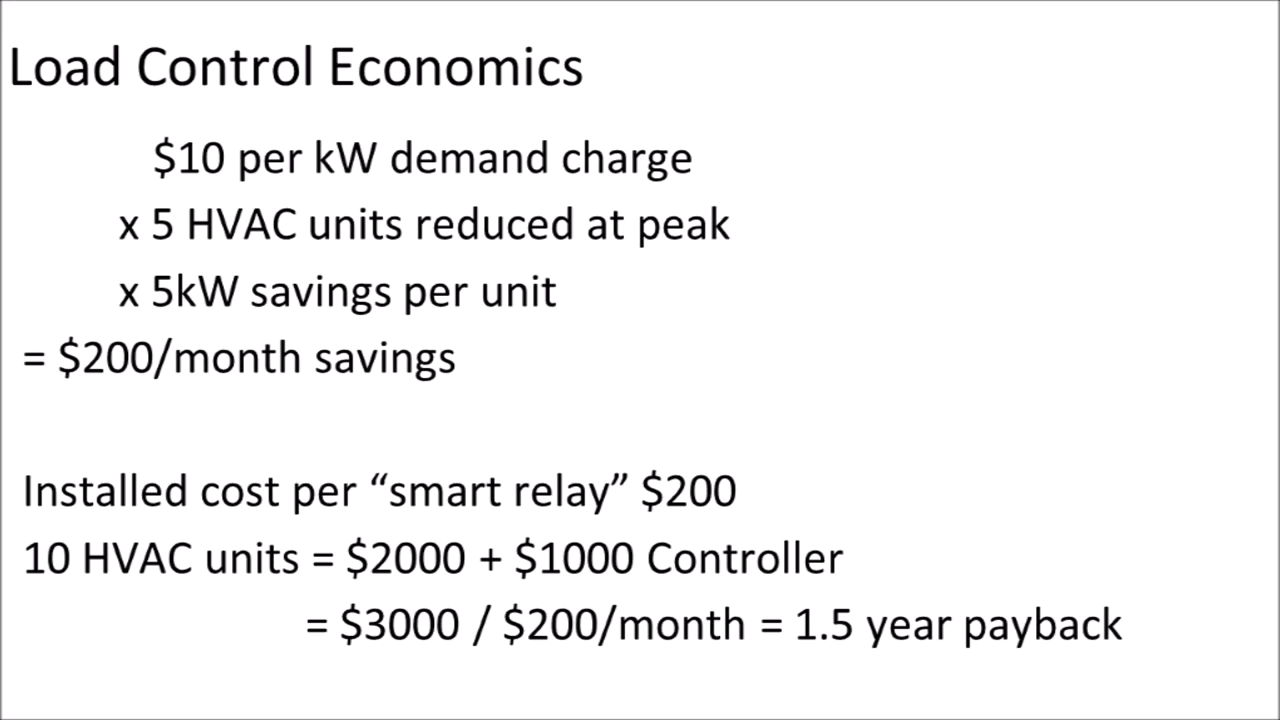 Load Control Economics
$10 per kW demand charge
x 5 HVAC units reduced at peak
x 5kW savings per unit
= $200/month savings
Installed cost per “smart relay” $200
10 HVAC units = $2000 + $1000 Controller
= $3000 / $200/month = 1.5 year payback